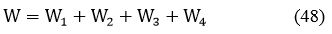 W = W₁ + W₂ + W₃ + W₄ (48)